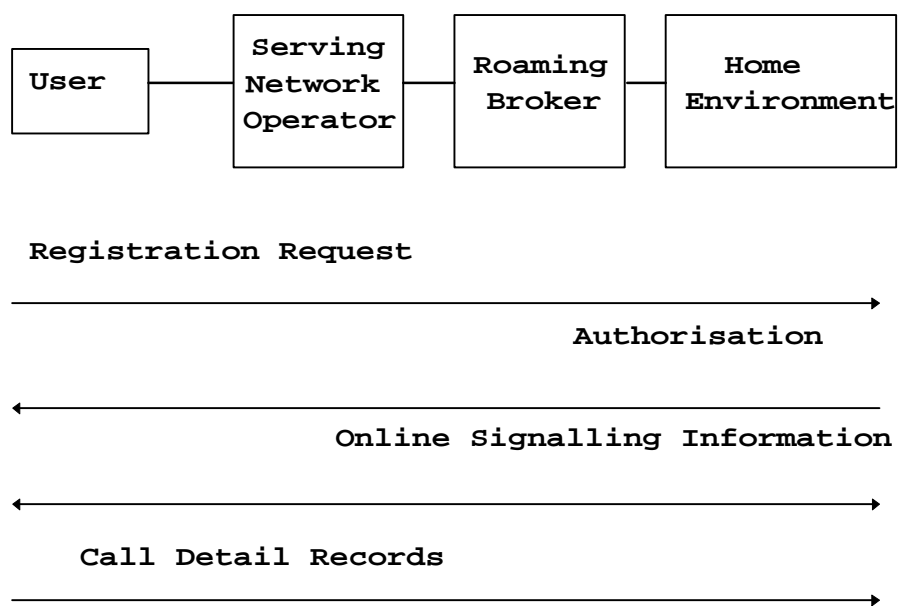 User
Serving
Network
Operator
Roaming
Broker
Home
Environment
Registration Request
Authorisation
Online Signalling Information
Call Detail Records